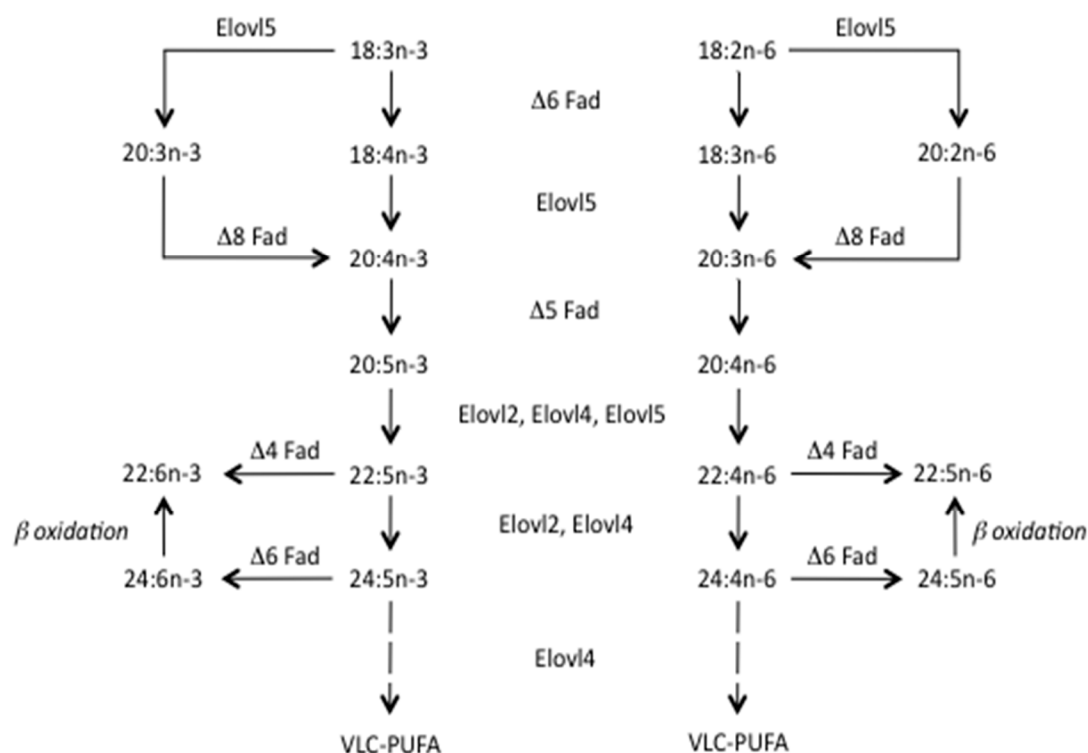 Elovl5 18:3n-3 18:2n-6 Elovl5
Δ6 Fad
20:3n-3 18:4n-3 18:3n-6 20:2n-6
Elovl5
Δ8 Fad Δ8 Fad
20:4n-3 20:3n-6
Δ5 Fad
20:5n-3 20:4n-6
Elovl2, Elovl4, Elovl5
Δ4 Fad Δ4 Fad
22:6n-3 22:5n-3 22:4n-6 22:5n-6
β oxidation Elovl2, Elovl4 β oxidation
Δ6 Fad Δ6 Fad
24:6n-3 24:5n-3 24:4n-6 24:5n-6
Elovl4
VLC-PUFA VLC-PUFA